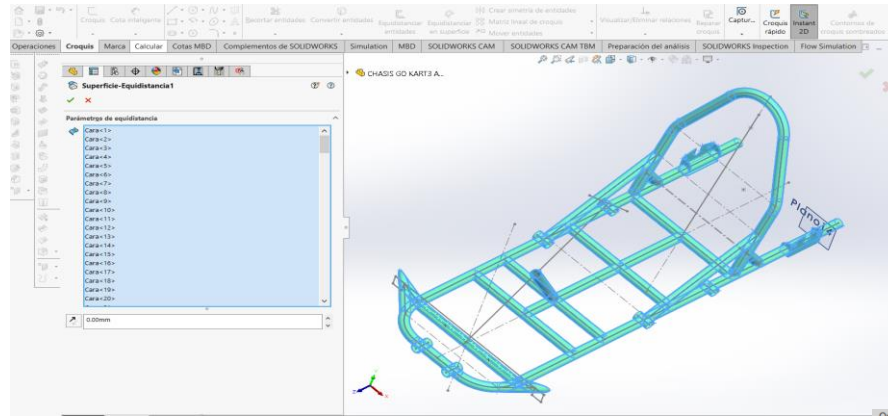 Croquis
Cota inteligente
Recortar entidades
Convertir entidades
Equidistanciar entidades
Equidistanciar en superficie
Crear simetría de entidades
Matriz lineal de croquis
Mover entidades
Visualizar/Eliminar relaciones
Reparar croquis
Captur...
Croquis rápido
Instant 2D
Contornos de croquis sombreados
Operaciones Croquis Marca Calcular Cotas MBD Complementos de SOLIDWORKS Simulation MBD SOLIDWORKS CAM SOLIDWORKS CAM TBM Preparación del análisis SOLIDWORKS Inspection Flow Simulation
Superficie-Equidistancia1
CHASIS GO KART3 A...
Parámetros de equidistancia
Cara<1>
Cara<2>
Cara<3>
Cara<4>
Cara<5>
Cara<6>
Cara<7>
Cara<8>
Cara<9>
Cara<10>
Cara<11>
Cara<12>
Cara<13>
Cara<14>
Cara<15>
Cara<16>
Cara<17>
Cara<18>
Cara<19>
Cara<20>
0.00mm